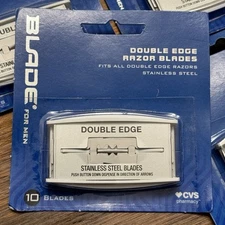 BLADE
FOR MEN
DOUBLE EDGE
RAZOR BLADES
FITS ALL DOUBLE EDGE RAZORS
STAINLESS STEEL
DOUBLE EDGE
STAINLESS STEEL BLADES
PUSH BUTTON DOWN DISPENSE IN DIRECTION OF ARROWS
10 BLADES
CVS
pharmacy